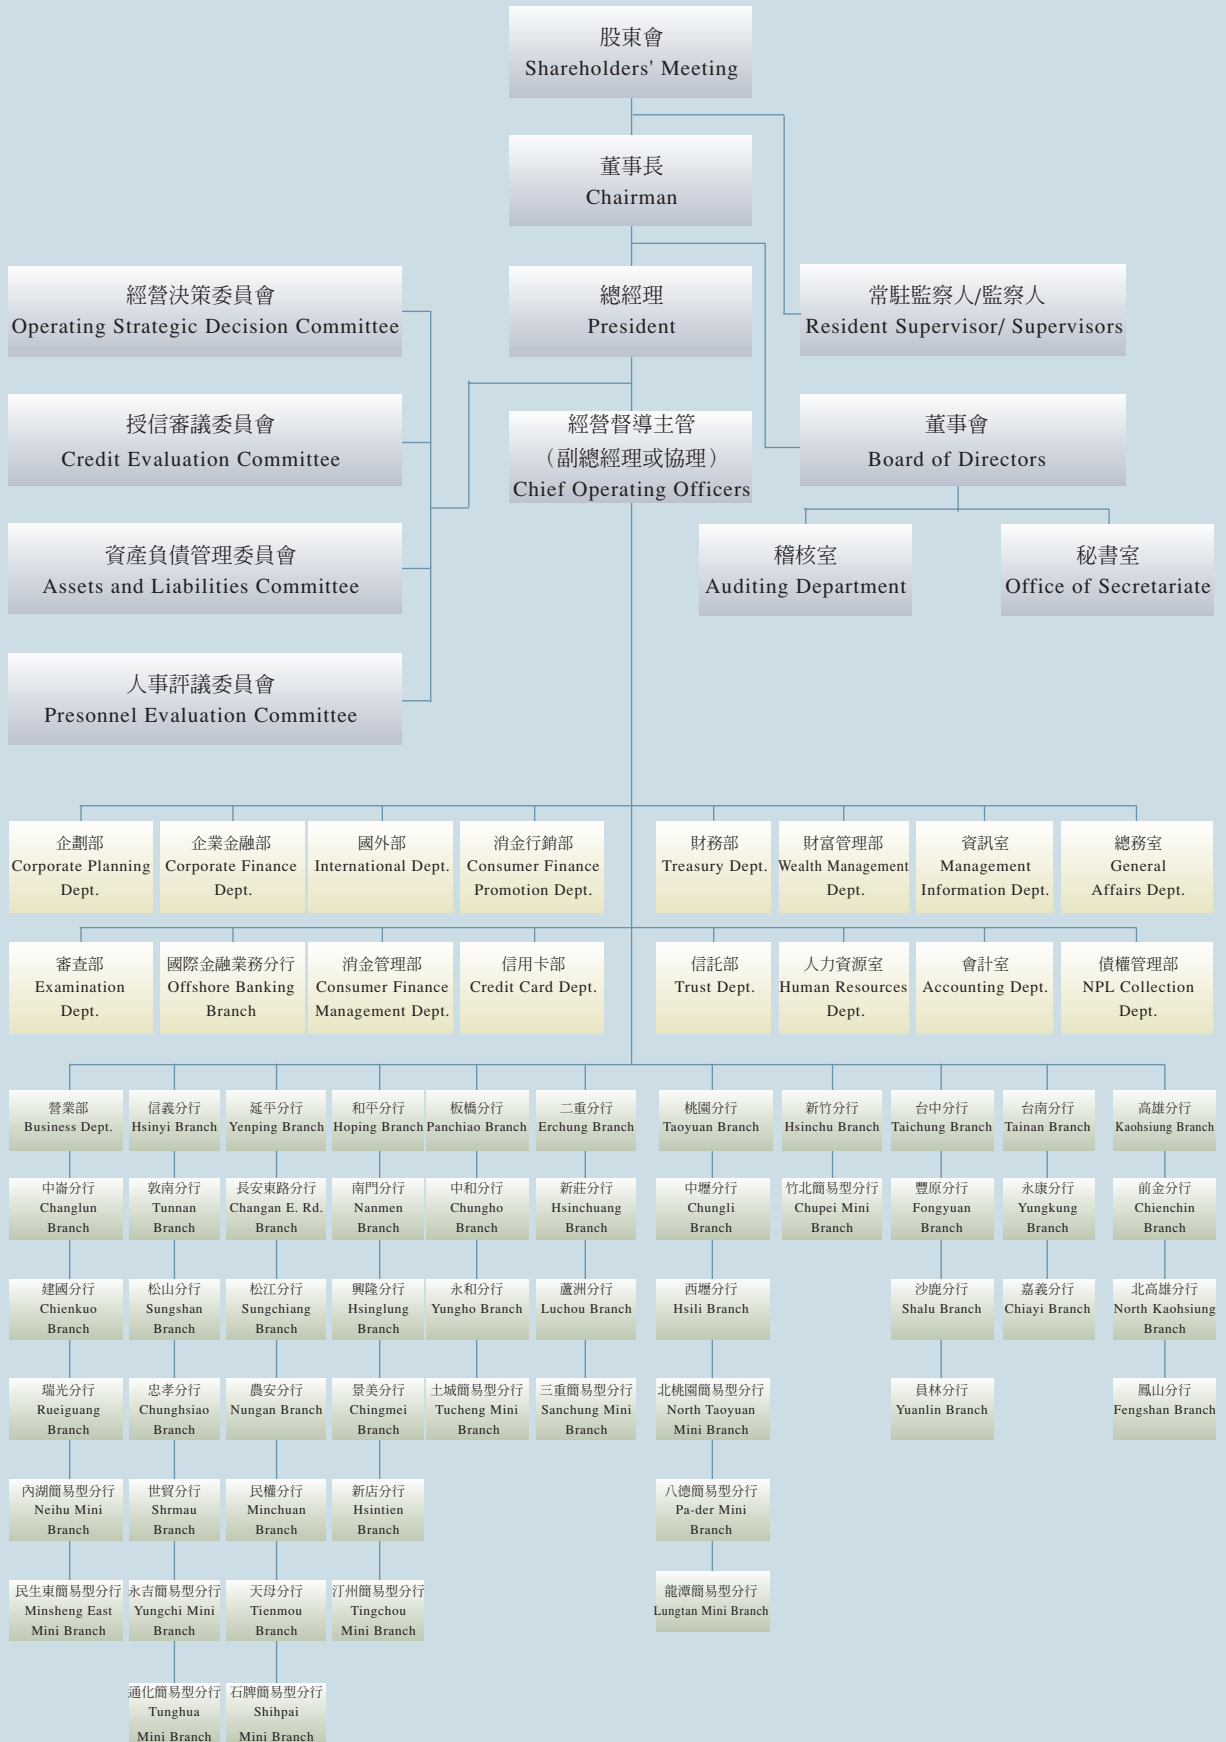 股東會
Shareholders' Meeting
董事長
Chairman
經營決策委員會
Operating Strategic Decision Committee
總經理
President
常駐監察人/監察人
Resident Supervisor/ Supervisors
授信審議委員會
Credit Evaluation Committee
經營督導主管
（副總經理或協理）
Chief Operating Officers
董事會
Board of Directors
資產負債管理委員會
Assets and Liabilities Committee
稽核室
Auditing Department
秘書室
Office of Secretariate
人事評議委員會
Presonnel Evaluation Committee
企劃部
Corporate Planning
Dept.
企業金融部
Corporate Finance
Dept.
國外部
International Dept.
消金行銷部
Consumer Finance
Promotion Dept.
財務部
Treasury Dept.
財富管理部
Wealth Management
Dept.
資訊室
Management
Information Dept.
總務室
General
Affairs Dept.
審查部
Examination
Dept.
國際金融業務分行
Offshore Banking
Branch
消金管理部
Consumer Finance
Management Dept.
信用卡部
Credit Card Dept.
信託部
Trust Dept.
人力資源室
Human Resources
Dept.
會計室
Accounting Dept.
債權管理部
NPL Collection
Dept.
營業部
Business Dept.
信義分行
Hsinyi Branch
延平分行
Yenping Branch
和平分行
Hoping Branch
板橋分行
Panchiao Branch
二重分行
Erchung Branch
桃園分行
Taoyuan Branch
新竹分行
Hsinchu Branch
台中分行
Taichung Branch
台南分行
Tainan Branch
高雄分行
Kaohsiung Branch
中崙分行
Changlun
Branch
敦南分行
Tunnan
Branch
長安東路分行
Changan E. Rd.
Branch
南門分行
Nanmen
Branch
中和分行
Chungho
Branch
新莊分行
Hsinchuang
Branch
中壢分行
Chungli
Branch
竹北簡易型分行
Chupei Mini
Branch
豐原分行
Fongyuan
Branch
永康分行
Yungkung
Branch
前金分行
Chienchin
Branch
建國分行
Chienkuo
Branch
松山分行
Sungshan
Branch
松江分行
Sungchiang
Branch
興隆分行
Hsinglung
Branch
永和分行
Yungho Branch
蘆洲分行
Luchou Branch
西壢分行
Hsili Branch
沙鹿分行
Shalu Branch
嘉義分行
Chiayi Branch
北高雄分行
North Kaohsiung
Branch
瑞光分行
Rueiguang
Branch
忠孝分行
Chunghsiao
Branch
農安分行
Nungan Branch
景美分行
Chingmei
Branch
土城簡易型分行
Tucheng Mini
Branch
三重簡易型分行
Sanchung Mini
Branch
北桃園簡易型分行
North Taoyuan
Mini Branch
員林分行
Yuanlin Branch
鳳山分行
Fengshan Branch
內湖簡易型分行
Neihu Mini
Branch
世貿分行
Shrmau
Branch
民權分行
Minchuan
Branch
新店分行
Hsintien
Branch
八德簡易型分行
Pa-der Mini
Branch
民生東簡易型分行
Minsheng East
Mini Branch
永吉簡易型分行
Yungchi Mini
Branch
天母分行
Tienmou
Branch
汀州簡易型分行
Tingchou
Mini Branch
龍潭簡易型分行
Lungtan Mini Branch
通化簡易型分行
Tunghua
Mini Branch
石牌簡易型分行
Shihpai
Mini Branch